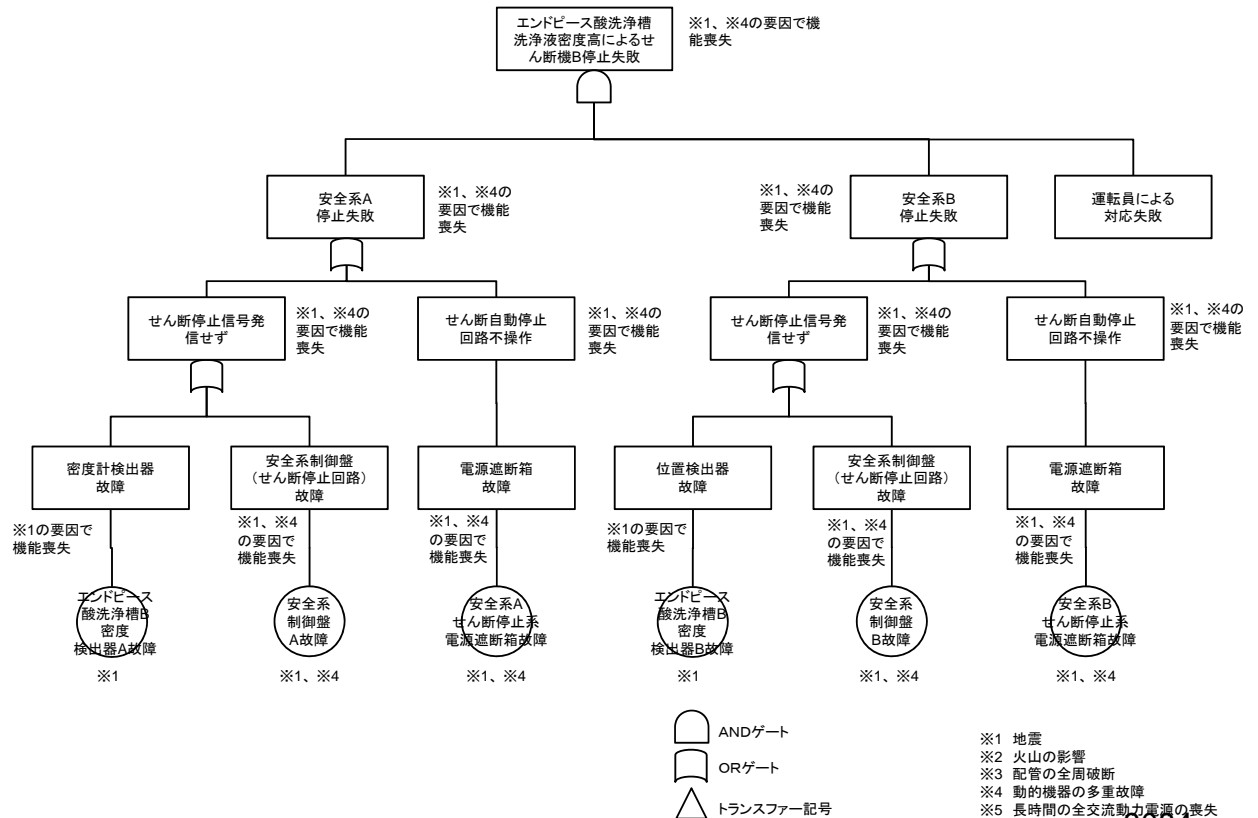 エンドピース酸洗浄槽
洗浄液密度高によるせ
ん断機B停止失敗
※1、※4の要因で機
能喪失
安全系A
停止失敗
※1、※4の
要因で機能
喪失
※1、※4の
要因で機能
喪失
安全系B
停止失敗
運転員による
対応失敗
せん断停止信号発
信せず
※1、※4の
要因で機能
喪失
せん断自動停止
回路不操作
※1、※4の
要因で機能
喪失
せん断停止信号発
信せず
※1、※4の
要因で機能
喪失
せん断自動停止
回路不操作
※1、※4の
要因で機能
喪失
密度計検出器
故障
安全系制御盤
（せん断停止回路）
故障
電源遮断箱
故障
位置検出器
故障
安全系制御盤
（せん断停止回路）
故障
電源遮断箱
故障
※1の要因で
機能喪失
※1、※4
の要因で
機能喪失
※1、※4
の要因で
機能喪失
※1の要因で
機能喪失
※1、※4
の要因で
機能喪失
※1、※4
の要因で
機能喪失
エンドピース
酸洗浄槽B
密度
検出器A故障
安全系
制御盤
A故障
安全系A
せん断停止系
電源遮断箱故障
エンドピース
酸洗浄槽B
密度
検出器B故障
安全系
制御盤
B故障
安全系B
せん断停止系
電源遮断箱故障
※1
※1、※4
※1、※4
※1
※1、※4
※1、※4
ANDゲート
ORゲート
トランスファー記号
※1 地震
※2 火山の影響
※3 配管の全周破断
※4 動的機器の多重故障
※5 長時間の全交流動力電源の喪失